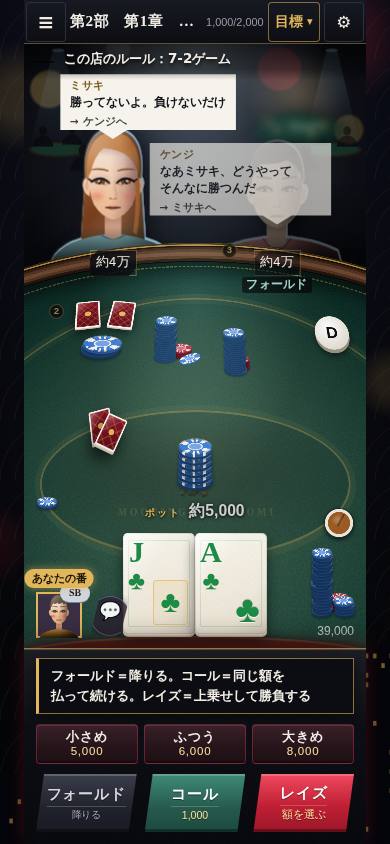 第2部 第1章 … 1,000/2,000 目標▼
この店のルール：7-2ゲーム
ミサキ
勝ってないよ。負けないだけ
→ ケンジへ
ケンジ
なあミサキ、どうやって
そんなに勝つんだ
→ ミサキへ
約4万
3
約4万
フォールド
2
D
ポット 約5,000
J
A
あなたの番
SB
39,000
フォールド=降りる。コール=同じ額を
払って続ける。レイズ=上乗せして勝負する
小さめ ふつう 大きめ
5,000 6,000 8,000
フォールド コール レイズ
降りる 1,000 額を選ぶ